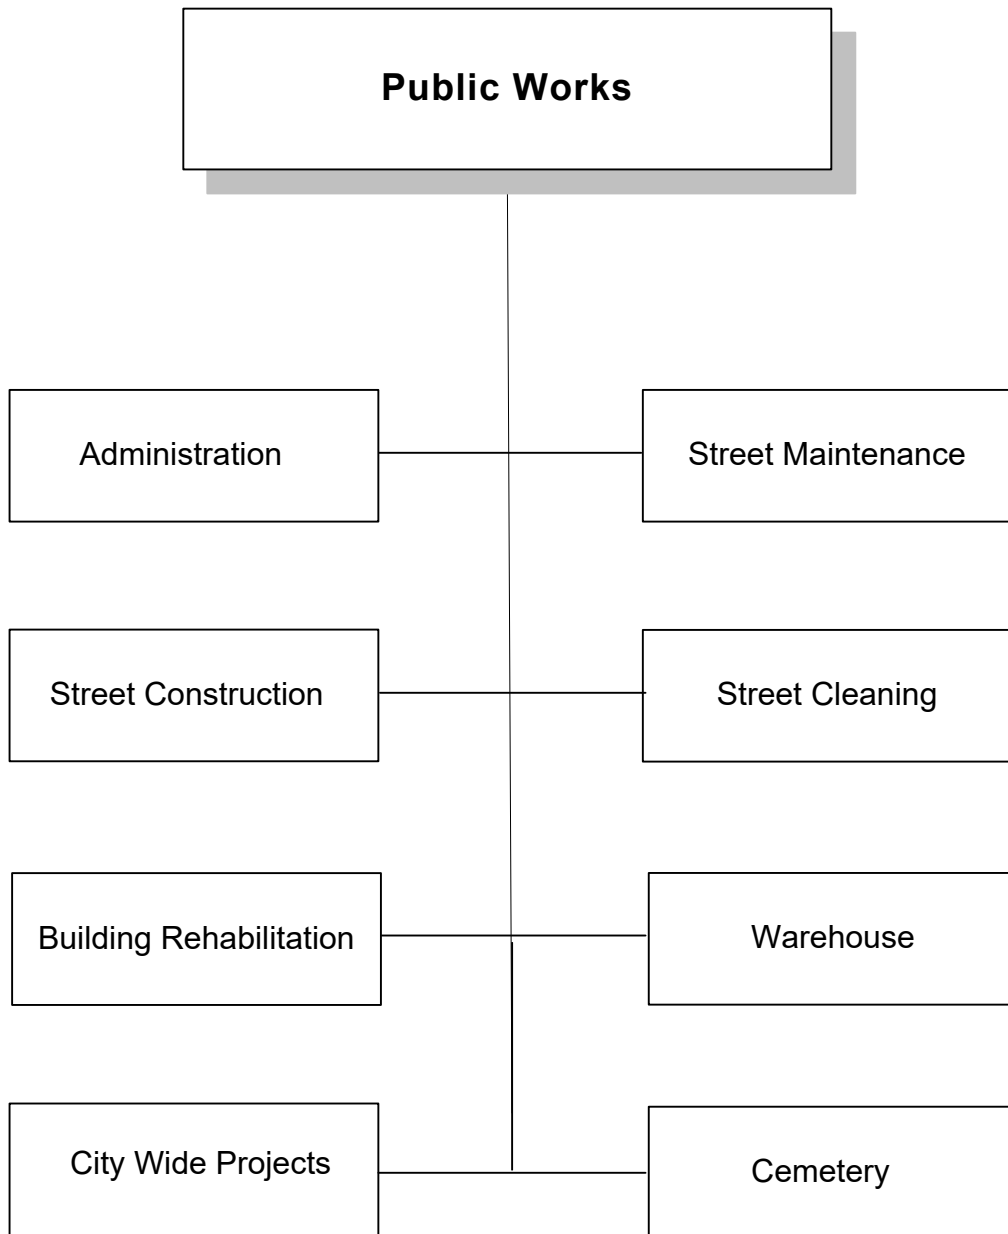 Public Works
Administration
Street Maintenance
Street Construction
Street Cleaning
Building Rehabilitation
Warehouse
City Wide Projects
Cemetery